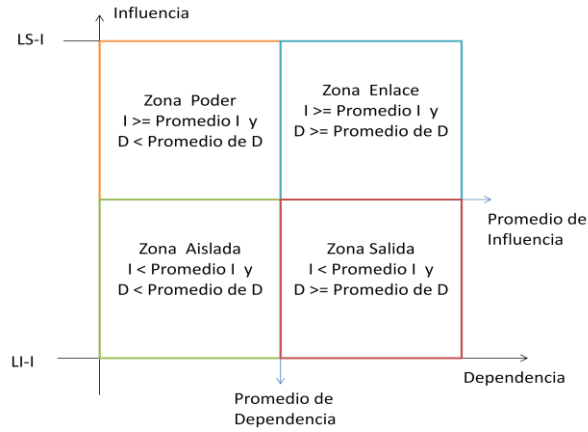 Influencia
LS-I
Zona Poder
I >= Promedio I y
D < Promedio de D
Zona Enlace
I >= Promedio I y
D >= Promedio de D
Promedio de
Influencia
Zona Aislada
I < Promedio I y
D < Promedio de D
Zona Salida
I < Promedio I y
D >= Promedio de D
LI-I
Dependencia
Promedio de
Dependencia